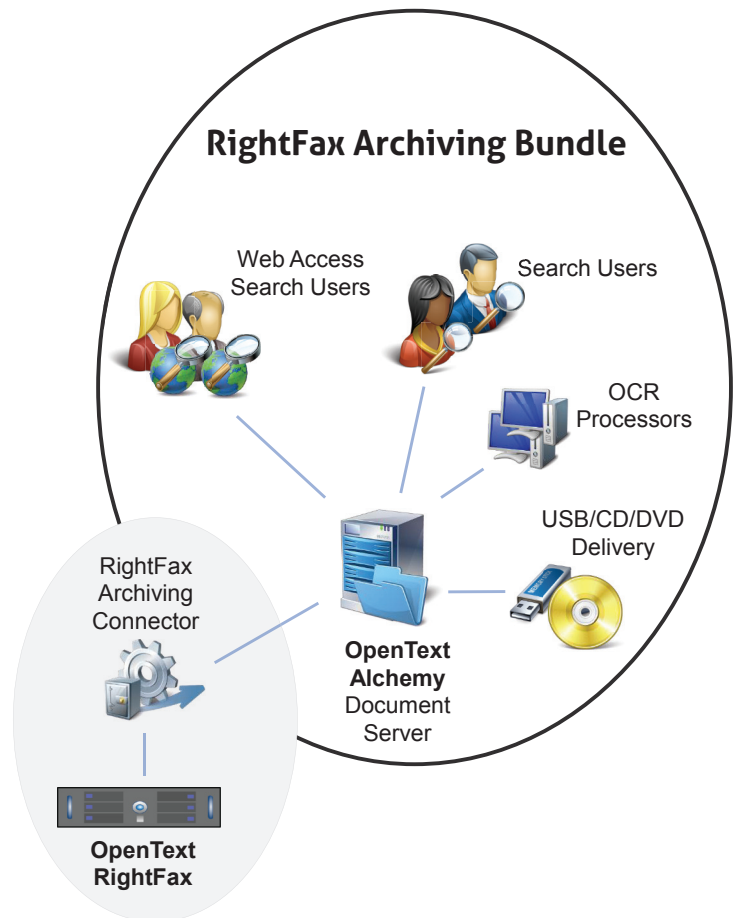 RightFax Archiving Bundle
Web Access
Search Users
Search Users
OCR
Processors
USB/CD/DVD
Delivery
RightFax
Archiving
Connector
OpenText
Alchemy
Document
Server
OpenText
RightFax